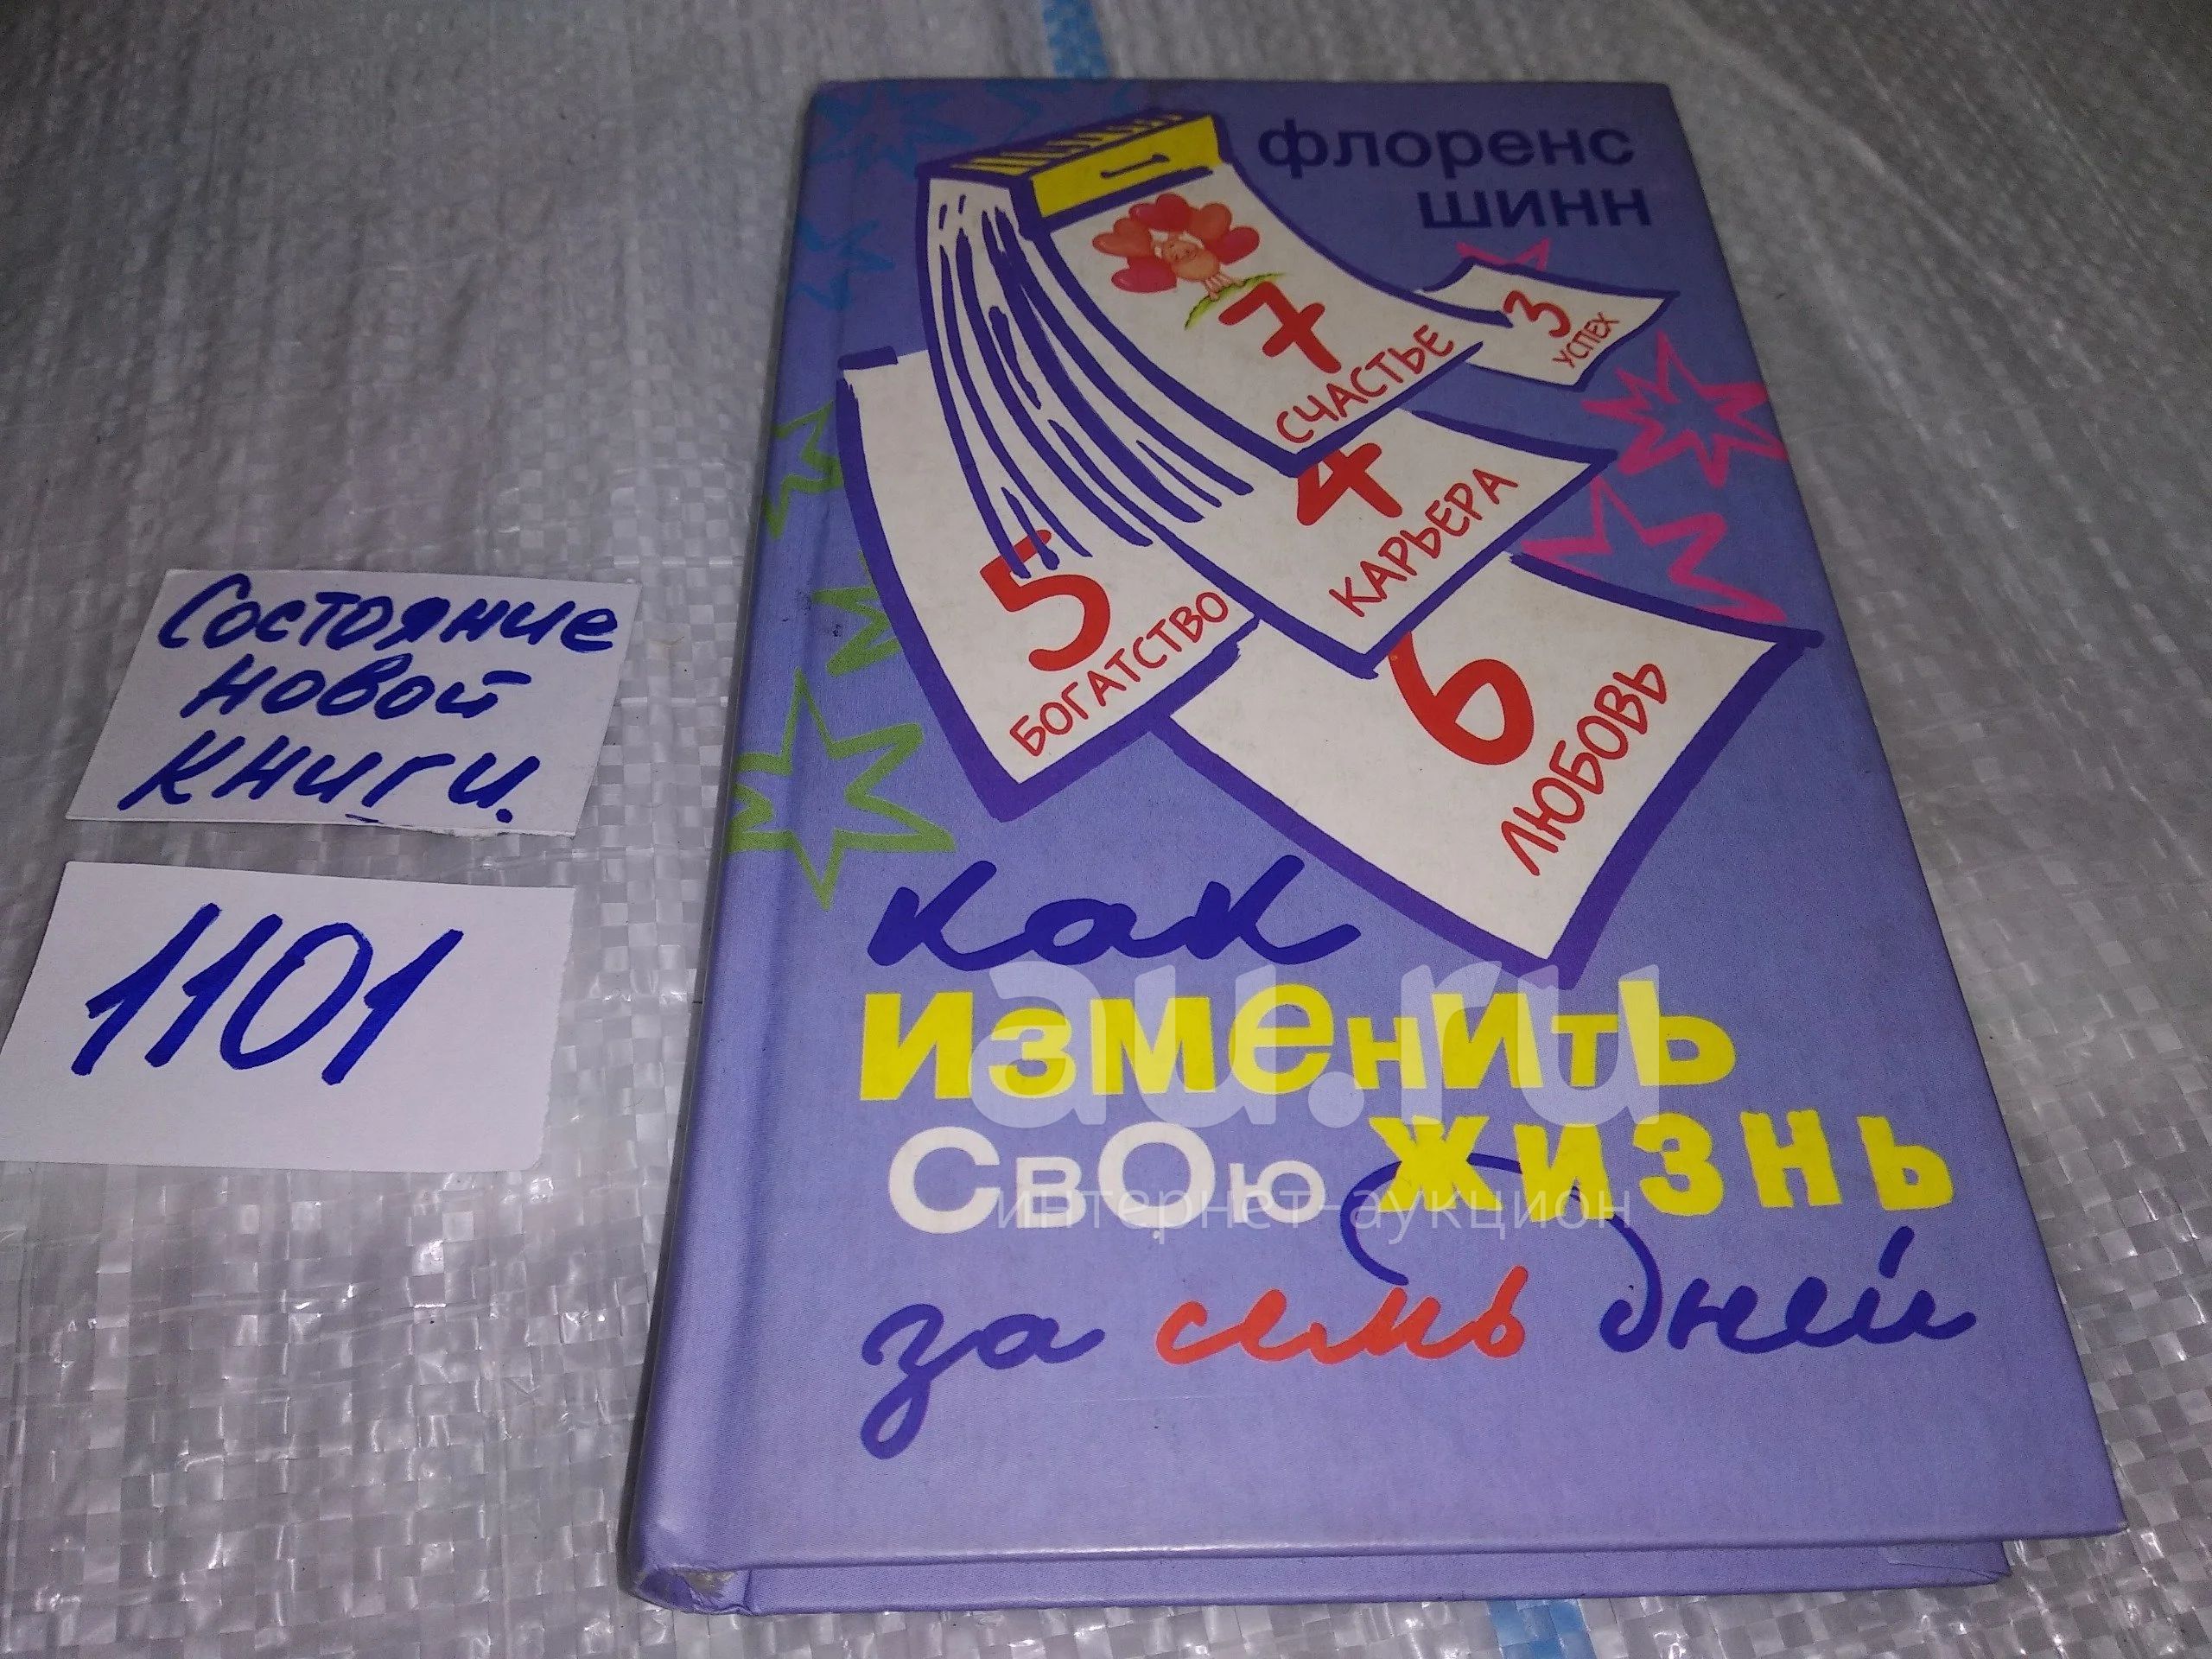 флоренс
шинн
7
счастье
3
успех
4
карьера
5
богатство
6
любовь
как
изменить
свою жизнь
за семь дней
Состояние
новой
книги.
1101
au.ru
интернет-аукцион